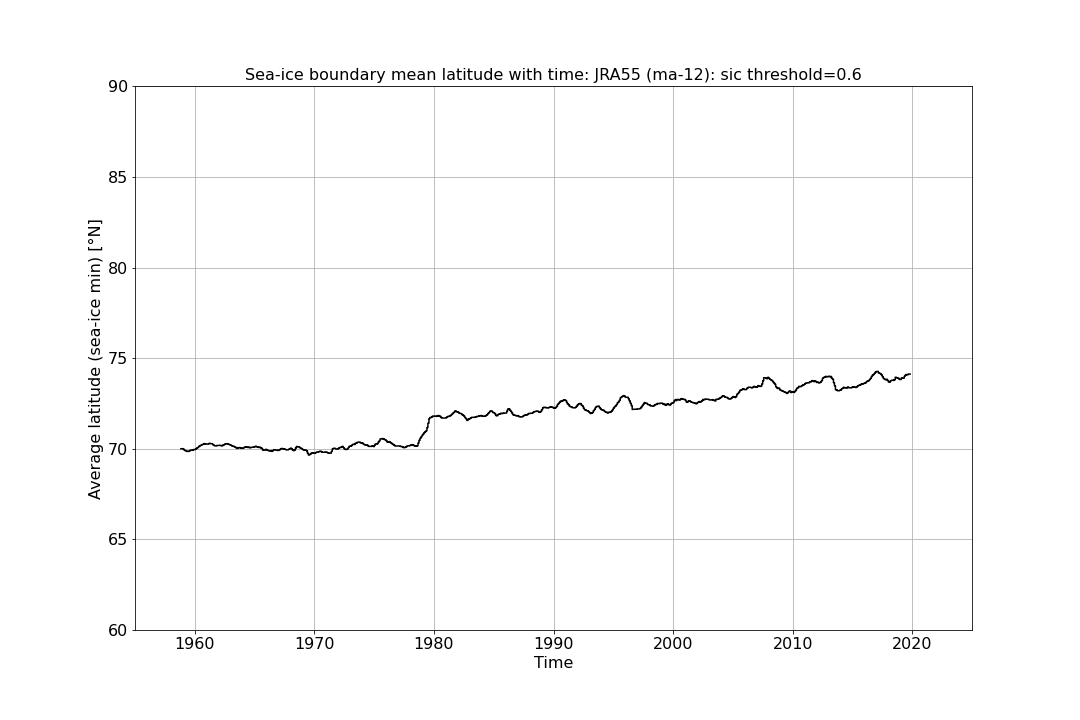 Sea-ice boundary mean latitude with time: JRA55 (ma-12): sic threshold=0.6
Average latitude (sea-ice min) [°N]
90
85
80
75
70
65
60
1960 1970 1980 1990 2000 2010 2020
Time